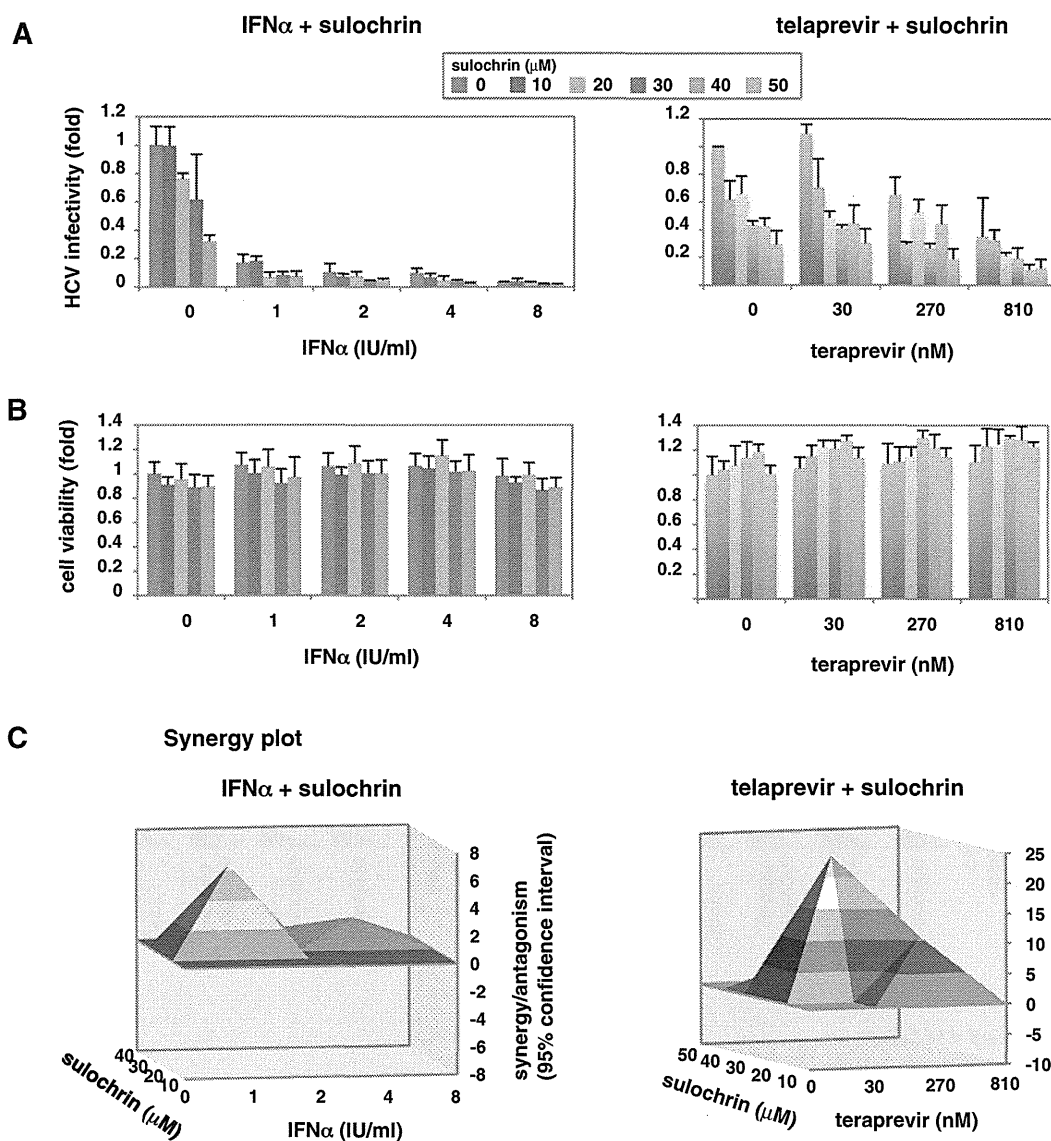 A
IFNα + sulochrin
telaprevir + sulochrin
sulochrin (μM)
0 10 20 30 40 50
HCV infectivity (fold)
1.2
1
0.8
0.6
0.4
0.2
0
0 1 2 4 8
IFNα (IU/ml)
1.2
1.0
0.8
0.6
0.4
0.2
0 30 270 810
teraprevir (nM)
B
cell viability (fold)
1.4
1.2
1.0
0.8
0.6
0.4
0.2
0
0 1 2 4 8
IFNα (IU/ml)
1.4
1.2
1.0
0.8
0.6
0.4
0.2
0 30 270 810
teraprevir (nM)
C
Synergy plot
IFNα + sulochrin
telaprevir + sulochrin
8
6
4
2
0
-2
-4
-6
-8
synergy/antagonism
(95% confidence interval)
40
30
20
10
sulochrin (μM)
0 1 2 4 8
IFNα (IU/ml)
25
20
15
10
5
0
-5
-10
50 40 30 20 10
sulochrin (μM)
0 30 270 810
teraprevir (nM)